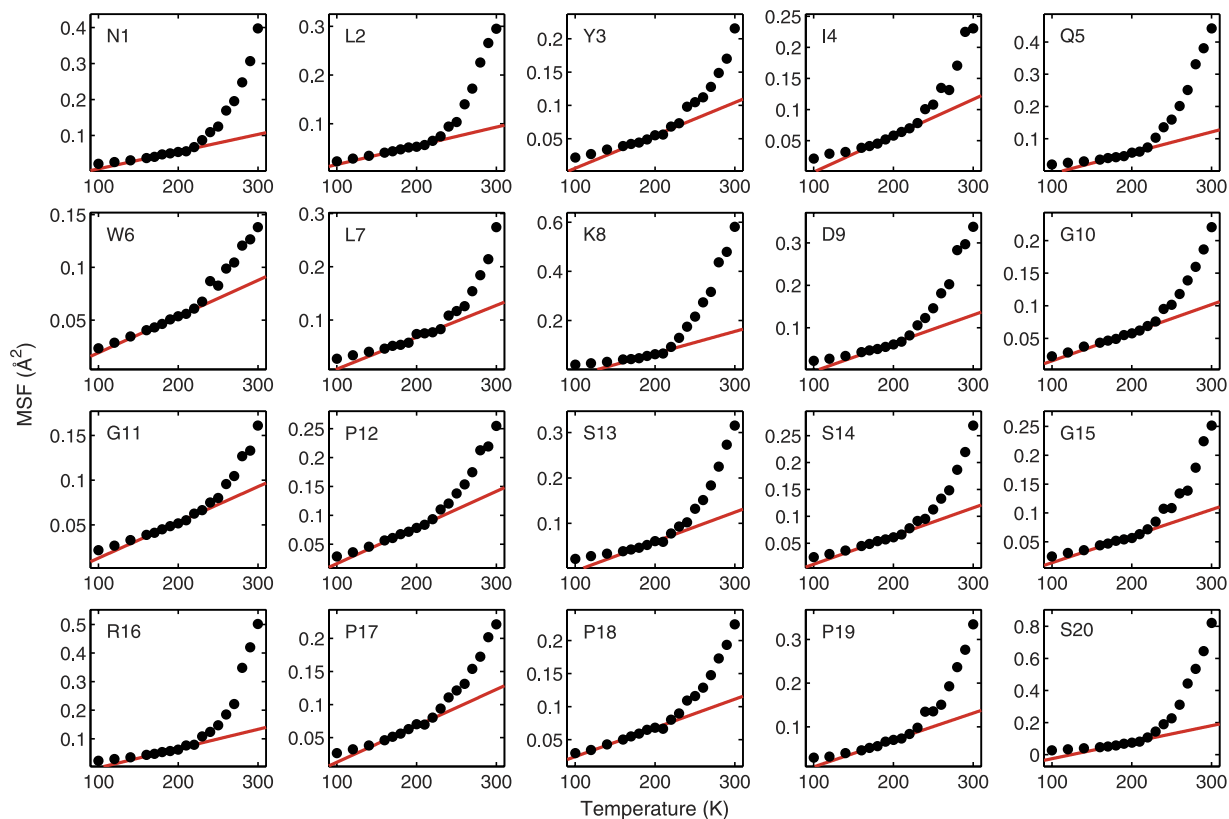 N1 L2 Y3 I4 Q5
0.4 0.3 0.2 0.25 0.4
0.3 0.2 0.15 0.2 0.3
0.2 0.1 0.1 0.15 0.2
0.1 0.05 0.1 0.1
0.05
100 200 300 100 200 300 100 200 300 100 200 300 100 200 300
W6 L7 K8 D9 G10
0.15 0.3 0.6 0.3 0.2
0.1 0.2 0.4 0.2 0.15
0.05 0.1 0.2 0.1 0.1
0.05
100 200 300 100 200 300 100 200 300 100 200 300 100 200 300
MSF (Å2)
G11 P12 S13 S14 G15
0.15 0.25 0.3 0.25 0.25
0.1 0.2 0.2 0.2 0.2
0.05 0.15 0.1 0.15 0.15
0.1 0.1 0.1
0.05 0.05 0.05
100 200 300 100 200 300 100 200 300 100 200 300 100 200 300
R16 P17 P18 P19 S20
0.5 0.2 0.2 0.3 0.8
0.4 0.15 0.15 0.2 0.6
0.3 0.1 0.1 0.1 0.4
0.2 0.05 0.05 0.2
0.1 0
100 200 300 100 200 300 100 200 300 100 200 300 100 200 300
Temperature (K)